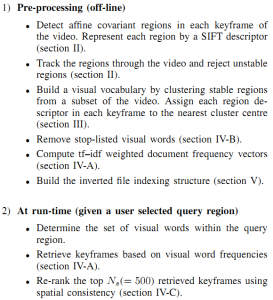 1) Pre-processing (off-line)
• Detect affine covariant regions in each keyframe of
the video. Represent each region by a SIFT descriptor
(section II).
• Track the regions through the video and reject unstable
regions (section II).
• Build a visual vocabulary by clustering stable regions
from a subset of the video. Assign each region de-
scriptor in each keyframe to the nearest cluster centre
(section III).
• Remove stop-listed visual words (section IV-B).
• Compute tf–idf weighted document frequency vectors
(section IV-A).
• Build the inverted file indexing structure (section V).
2) At run-time (given a user selected query region)
• Determine the set of visual words within the query
region.
• Retrieve keyframes based on visual word frequencies
(section IV-A).
• Re-rank the top Ns(= 500) retrieved keyframes using
spatial consistency (section IV-C).